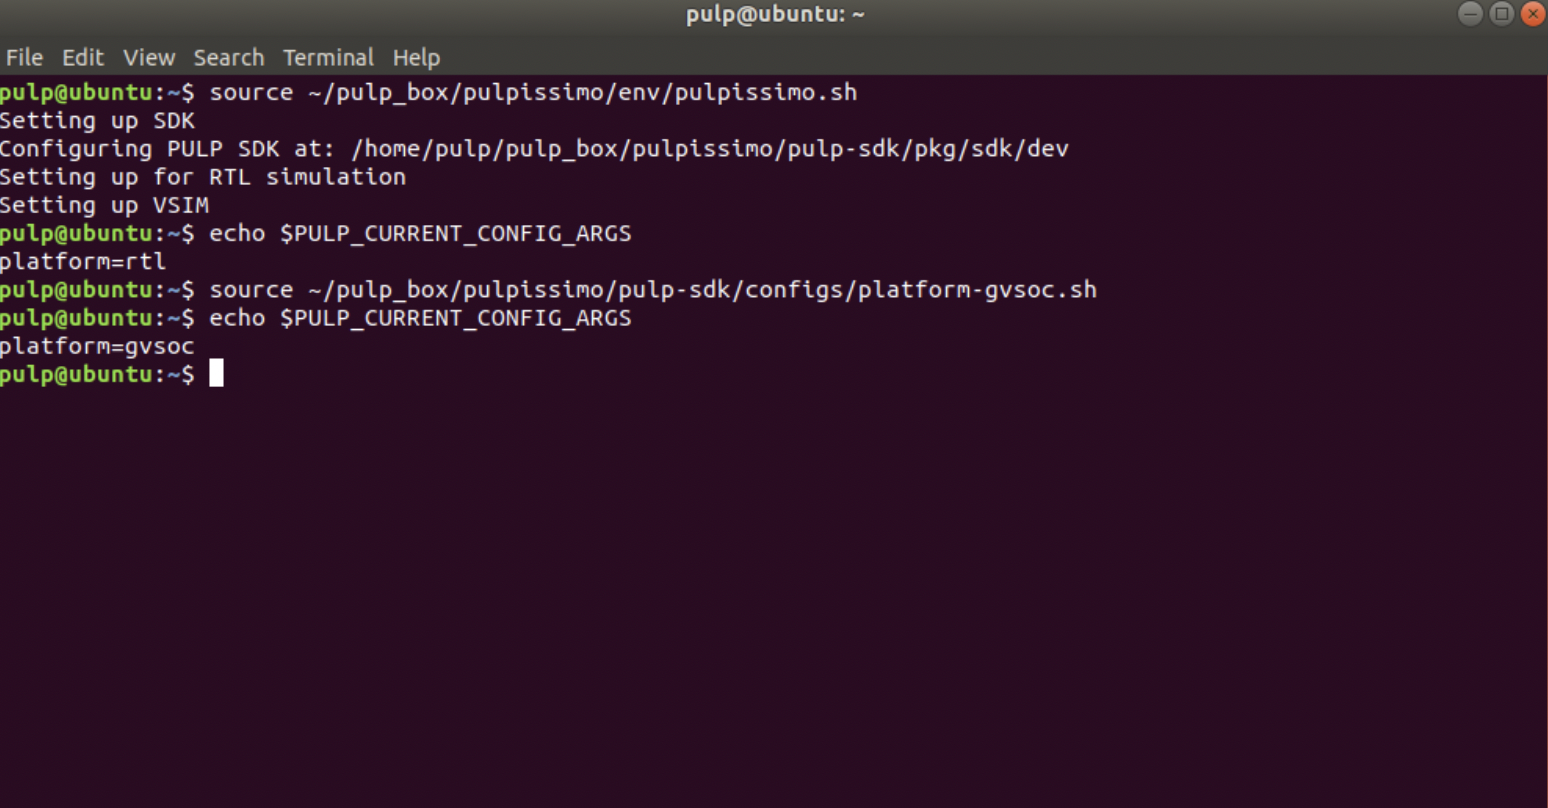 pulp@ubuntu: ~
File Edit View Search Terminal Help
pulp@ubuntu:~$ source ~/pulp_box/pulpissimo/env/pulpissimo.sh
Setting up SDK
Configuring PULP SDK at: /home/pulp/pulp_box/pulpissimo/pulp-sdk/pkg/sdk/dev
Setting up for RTL simulation
Setting up VSIM
pulp@ubuntu:~$ echo $PULP_CURRENT_CONFIG_ARGS
platform=rtl
pulp@ubuntu:~$ source ~/pulp_box/pulpissimo/pulp-sdk/configs/platform-gvsoc.sh
pulp@ubuntu:~$ echo $PULP_CURRENT_CONFIG_ARGS
platform=gvsoc
pulp@ubuntu:~$